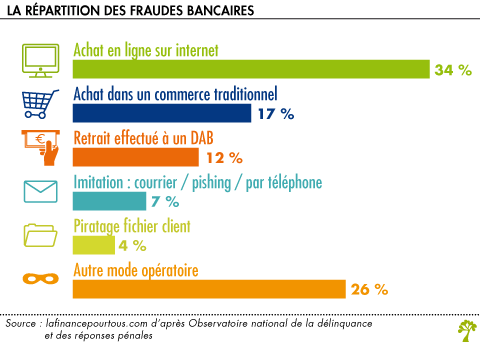 LA RÉPARTITION DES FRAUDES BANCAIRES
Achat en ligne sur internet
34 %
Achat dans un commerce traditionnel
17 %
Retrait effectué à un DAB
12 %
Imitation : courrier / pishing / par téléphone
7 %
Piratage fichier client
4 %
Autre mode opératoire
26 %
Source : lafinancepourtous.com d'après Observatoire national de la délinquance
et des réponses pénales